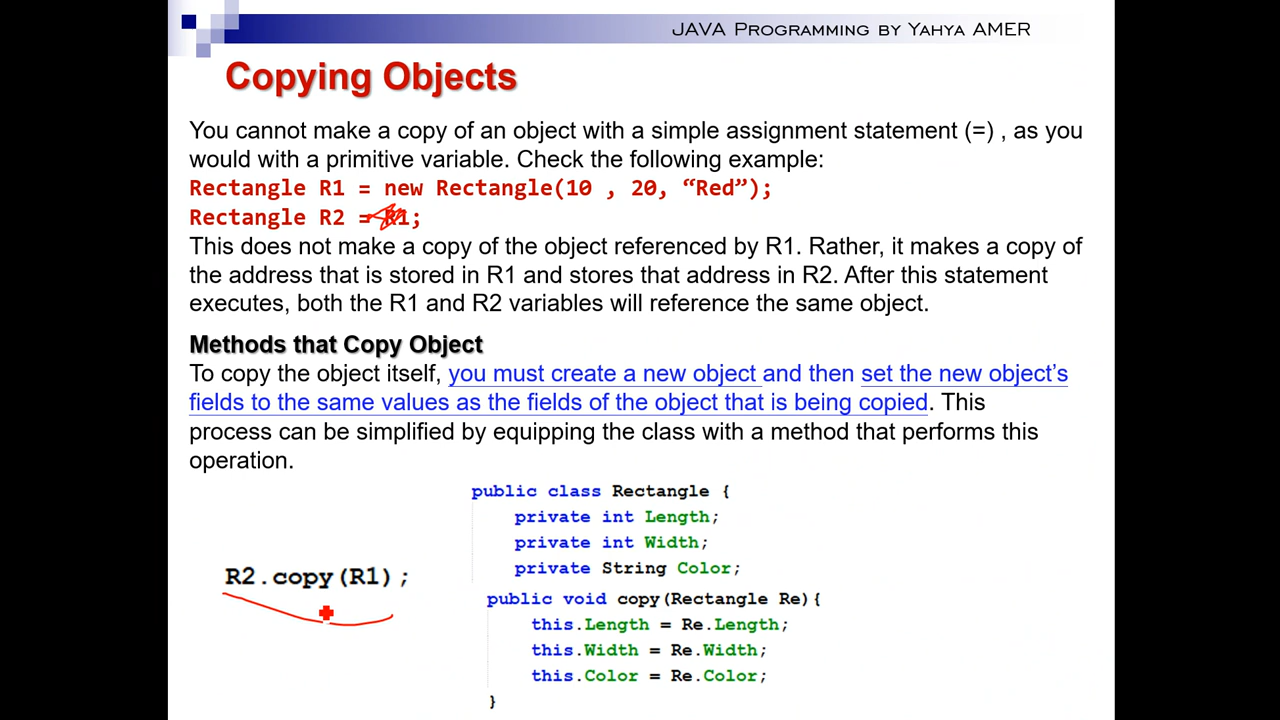 JAVA Programming by Yahya AMER
Copying Objects
You cannot make a copy of an object with a simple assignment statement (=) , as you
would with a primitive variable. Check the following example:
Rectangle R1 = new Rectangle(10 , 20, “Red”);
Rectangle R2 = R1;
This does not make a copy of the object referenced by R1. Rather, it makes a copy of
the address that is stored in R1 and stores that address in R2. After this statement
executes, both the R1 and R2 variables will reference the same object.
Methods that Copy Object
To copy the object itself, you must create a new object and then set the new object’s
fields to the same values as the fields of the object that is being copied. This
process can be simplified by equipping the class with a method that performs this
operation.
R2.copy(R1);
public class Rectangle {
private int Length;
private int Width;
private String Color;
public void copy(Rectangle Re){
this.Length = Re.Length;
this.Width = Re.Width;
this.Color = Re.Color;
}